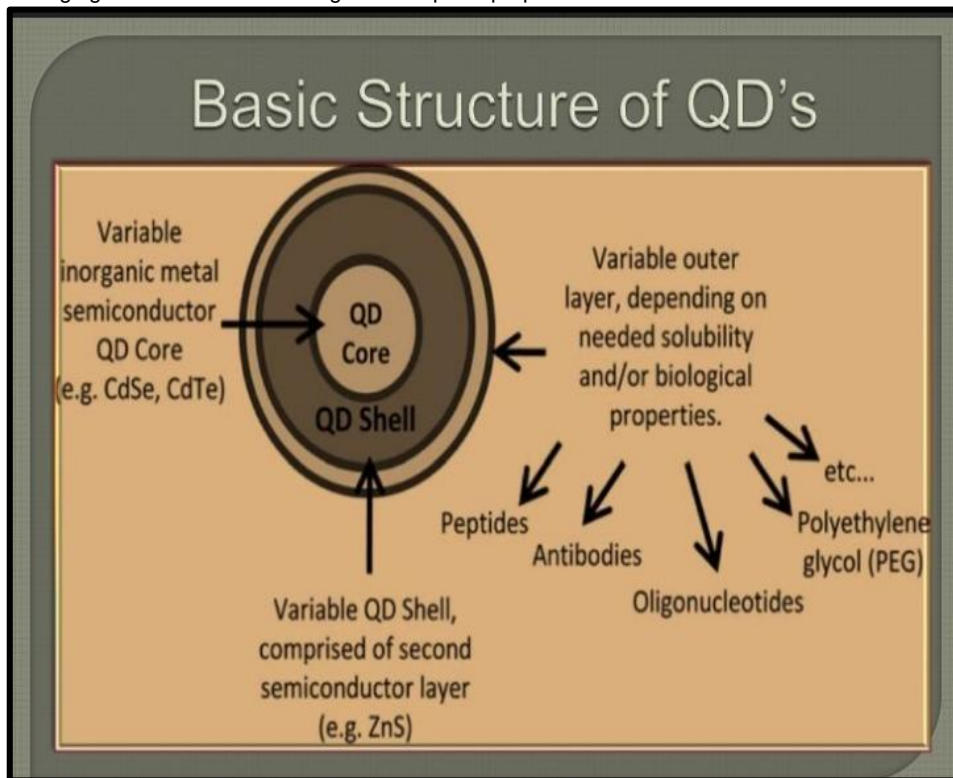 Basic Structure of QD's
Variable
inorganic metal
semiconductor
QD Core
(e.g. CdSe, CdTe)
QD
Core
QD Shell
Variable outer
layer, depending on
needed solubility
and/or biological
properties.
Peptides
Antibodies
Oligonucleotides
Polyethylene
glycol (PEG)
etc...
Variable QD Shell,
comprised of second
semiconductor layer
(e.g. ZnS)